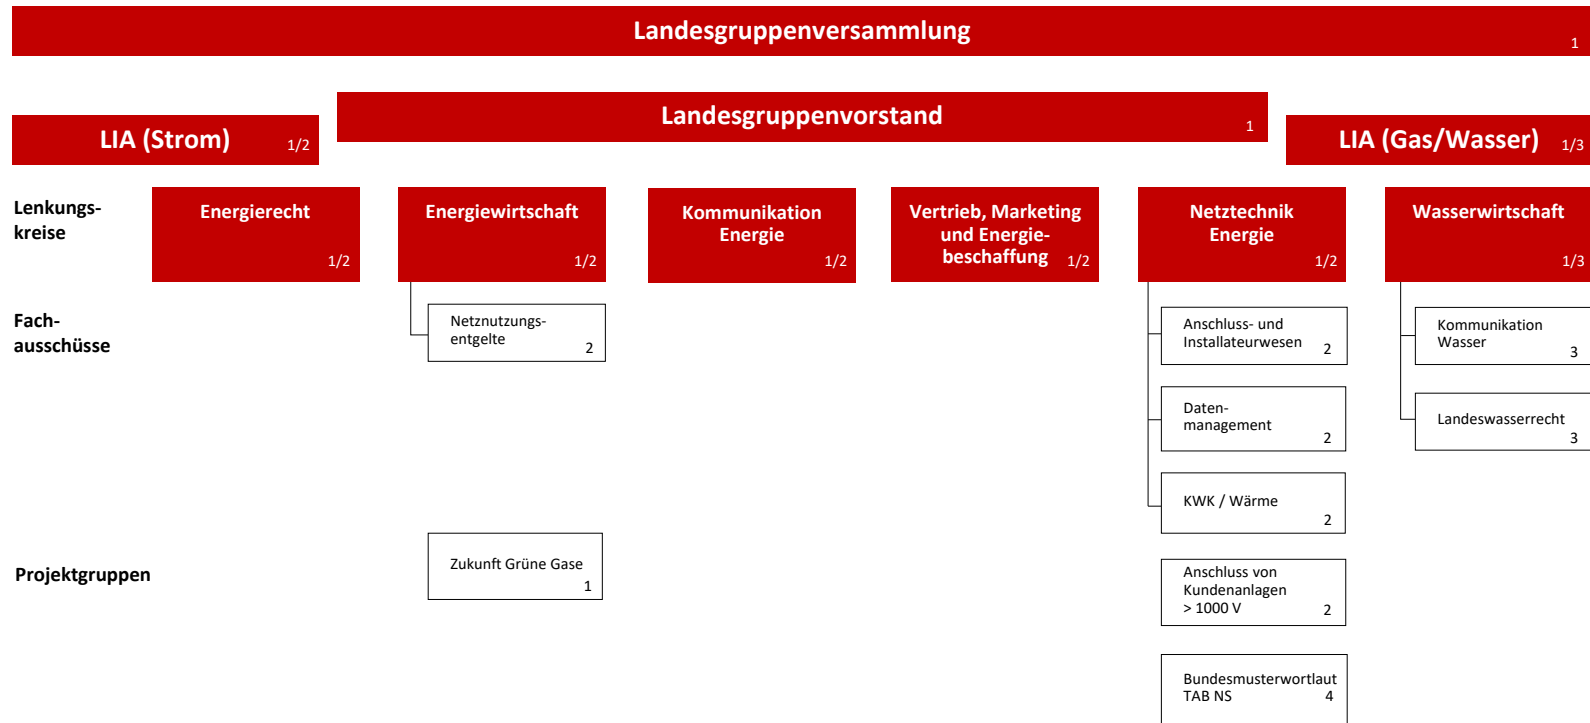 Landesgruppenversammlung
1
Landesgruppenvorstand
1
LIA (Strom) 1/2
LIA (Gas/Wasser) 1/3
Lenkungs-
kreise
Energierecht
1/2
Energiewirtschaft
1/2
Kommunikation
Energie
1/2
Vertrieb, Marketing
und Energie-
beschaffung 1/2
Netztechnik
Energie
1/2
Wasserwirtschaft
1/3
Fach-
ausschüsse
Netznutzungs-
entgelte 2
Anschluss- und
Installateurwesen 2
Kommunikation
Wasser 3
Daten-
management 2
Landeswasserrecht
3
KWK / Wärme
2
Projektgruppen
Zukunft Grüne Gase
1
Anschluss von
Kundenanlagen
> 1000 V 2
Bundesmusterwortlaut
TAB NS 4